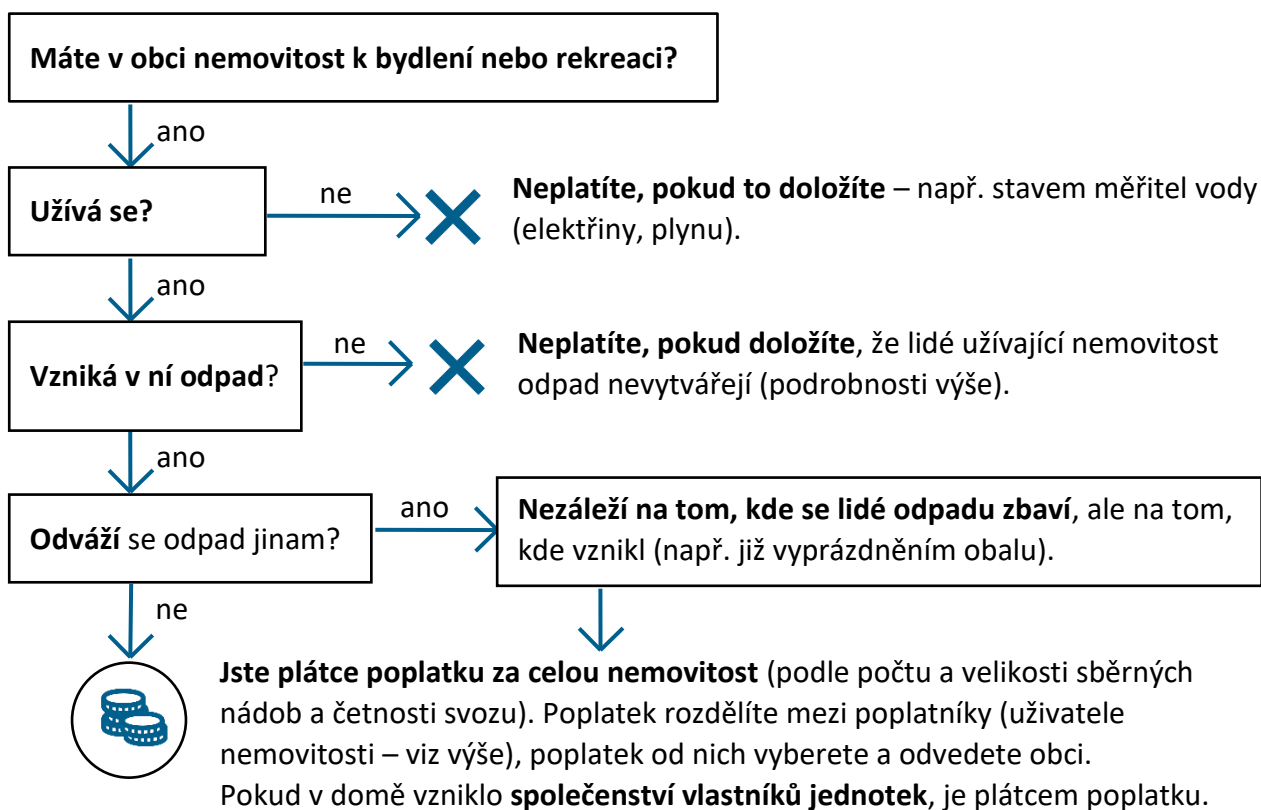 Máte v obci nemovitost k bydlení nebo rekreaci?
ano
Užívá se?
ne
Neplatíte, pokud to doložíte – např. stavem měřitel vody
(elektřiny, plynu).
ano
Vzniká v ní odpad?
ne
Neplatíte, pokud doložíte, že lidé užívající nemovitost
odpad nevytvářejí (podrobnosti výše).
ano
Odváží se odpad jinam?
ano
Nezáleží na tom, kde se lidé odpadu zbaví, ale na tom,
kde vznikl (např. již vyprázdněním obalu).
ne
Jste plátce poplatku za celou nemovitost (podle počtu a velikosti sběrných
nádob a četnosti svozu). Poplatek rozdělíte mezi poplatníky (uživatele
nemovitosti – viz výše), poplatek od nich vyberete a odvedete obci.
Pokud v domě vzniklo společenství vlastníků jednotek, je plátcem poplatku.